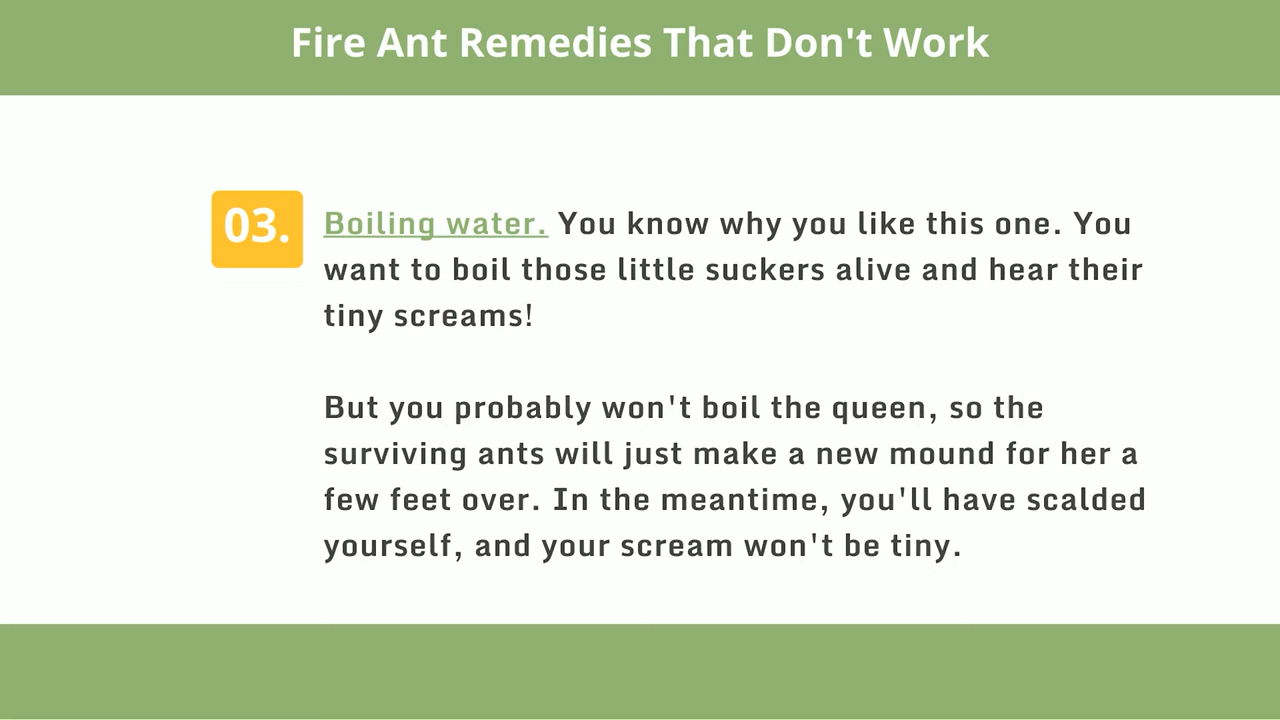 Fire Ant Remedies That Don't Work
03.
Boiling water. You know why you like this one. You
want to boil those little suckers alive and hear their
tiny screams!
But you probably won't boil the queen, so the
surviving ants will just make a new mound for her a
few feet over. In the meantime, you'll have scalded
yourself, and your scream won't be tiny.